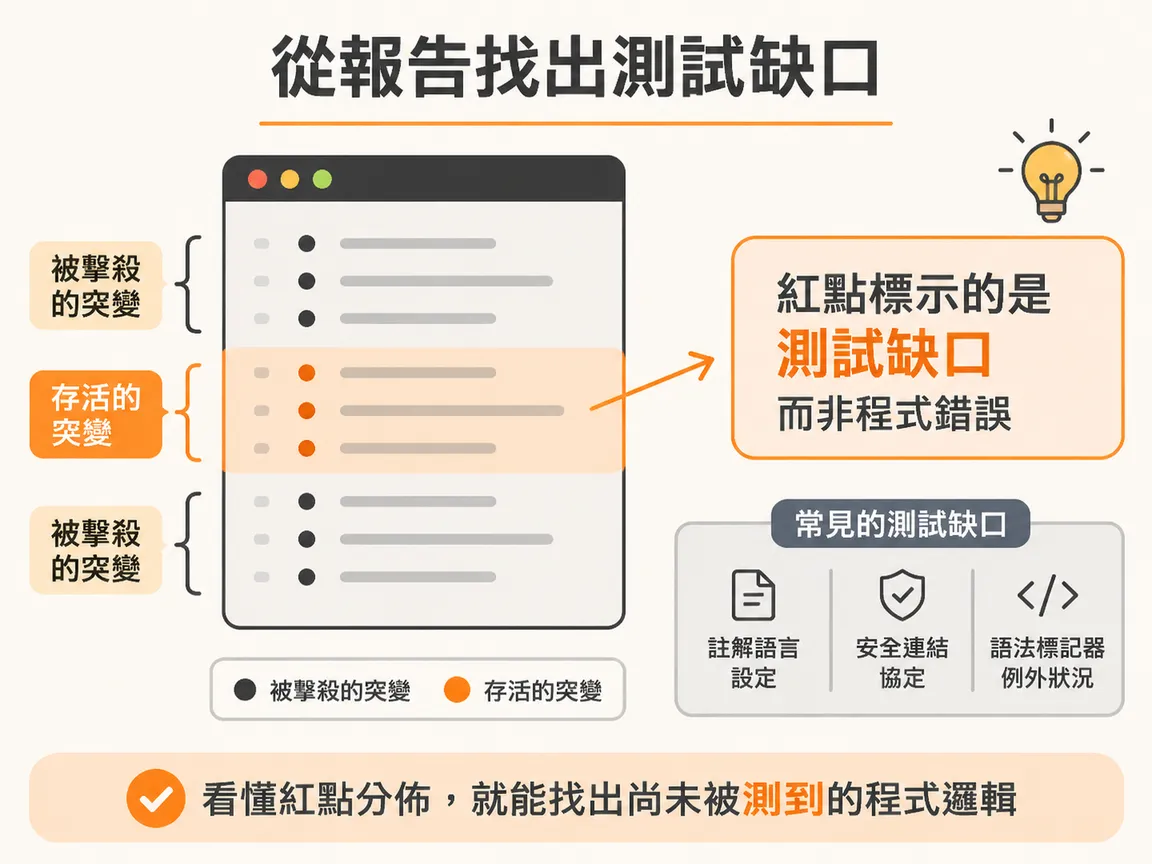 從報告找出測試缺口
被擊殺
的突變
存活的
突變
被擊殺
的突變
被擊殺的突變
存活的突變
紅點標示的是
測試缺口
而非程式錯誤
常見的測試缺口
註解語言
設定
安全連結
協定
語法標記器
例外狀況
看懂紅點分佈，就能找出尚未被測到的程式邏輯